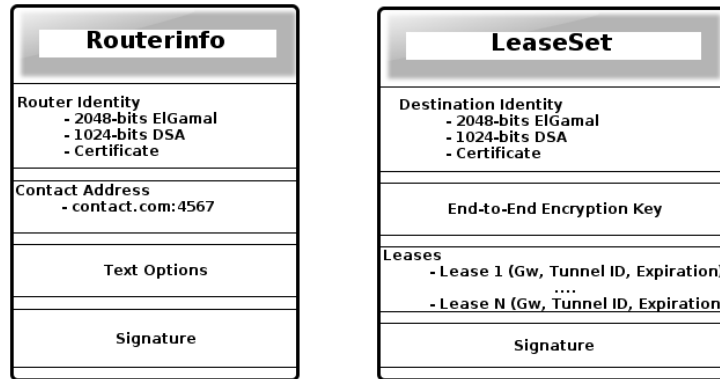 Routerinfo
Router Identity
- 2048-bits ElGamal
- 1024-bits DSA
- Certificate
Contact Address
- contact.com:4567
Text Options
Signature
LeaseSet
Destination Identity
- 2048-bits ElGamal
- 1024-bits DSA
- Certificate
End-to-End Encryption Key
Leases
- Lease 1 (Gw, Tunnel ID, Expiration)
....
- Lease N (Gw, Tunnel ID, Expiration
Signature